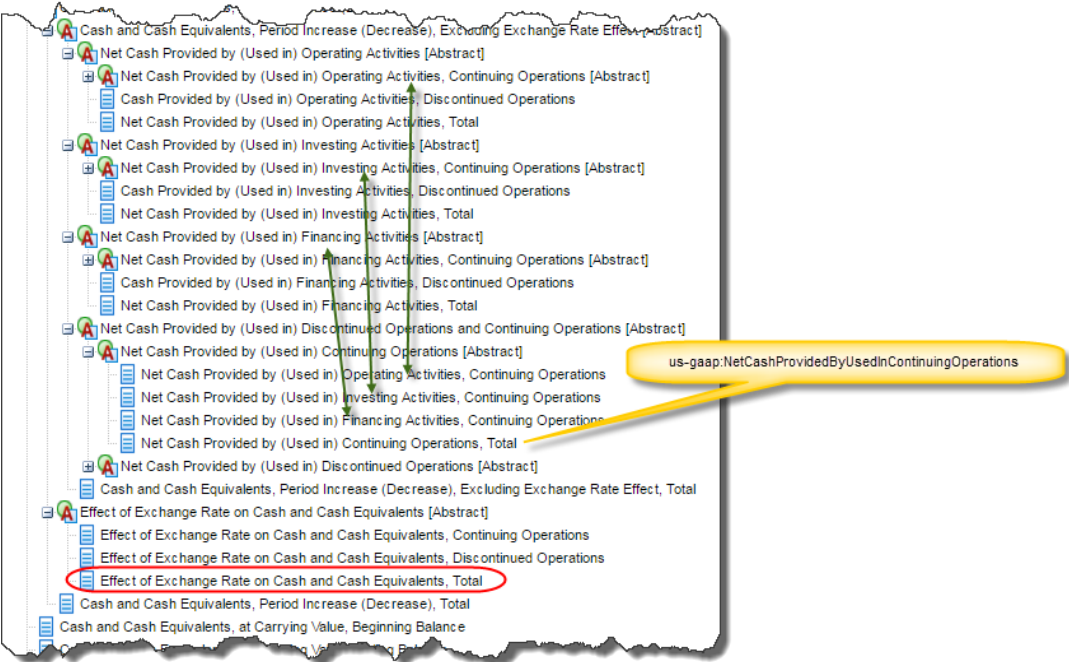 Cash and Cash Equivalents, Period Increase (Decrease), Excluding Exchange Rate Effect [Abstract]
Net Cash Provided by (Used in) Operating Activities [Abstract]
Net Cash Provided by (Used in) Operating Activities, Continuing Operations [Abstract]
Cash Provided by (Used in) Operating Activities, Discontinued Operations
Net Cash Provided by (Used in) Operating Activities, Total
Net Cash Provided by (Used in) Investing Activities [Abstract]
Net Cash Provided by (Used in) Investing Activities, Continuing Operations [Abstract]
Cash Provided by (Used in) Investing Activities, Discontinued Operations
Net Cash Provided by (Used in) Investing Activities, Total
Net Cash Provided by (Used in) Financing Activities [Abstract]
Net Cash Provided by (Used in) Financing Activities, Continuing Operations [Abstract]
Cash Provided by (Used in) Financing Activities, Discontinued Operations
Net Cash Provided by (Used in) Financing Activities, Total
Net Cash Provided by (Used in) Discontinued Operations and Continuing Operations [Abstract]
Net Cash Provided by (Used in) Continuing Operations [Abstract]
us-gaap:NetCashProvidedByUsedInContinuingOperations
Net Cash Provided by (Used in) Operating Activities, Continuing Operations
Net Cash Provided by (Used in) Investing Activities, Continuing Operations
Net Cash Provided by (Used in) Financing Activities, Continuing Operations
Net Cash Provided by (Used in) Continuing Operations, Total
Net Cash Provided by (Used in) Discontinued Operations [Abstract]
Cash and Cash Equivalents, Period Increase (Decrease), Excluding Exchange Rate Effect, Total
Effect of Exchange Rate on Cash and Cash Equivalents [Abstract]
Effect of Exchange Rate on Cash and Cash Equivalents, Continuing Operations
Effect of Exchange Rate on Cash and Cash Equivalents, Discontinued Operations
Effect of Exchange Rate on Cash and Cash Equivalents, Total
Cash and Cash Equivalents, Period Increase (Decrease), Total
Cash and Cash Equivalents, at Carrying Value, Beginning Balance